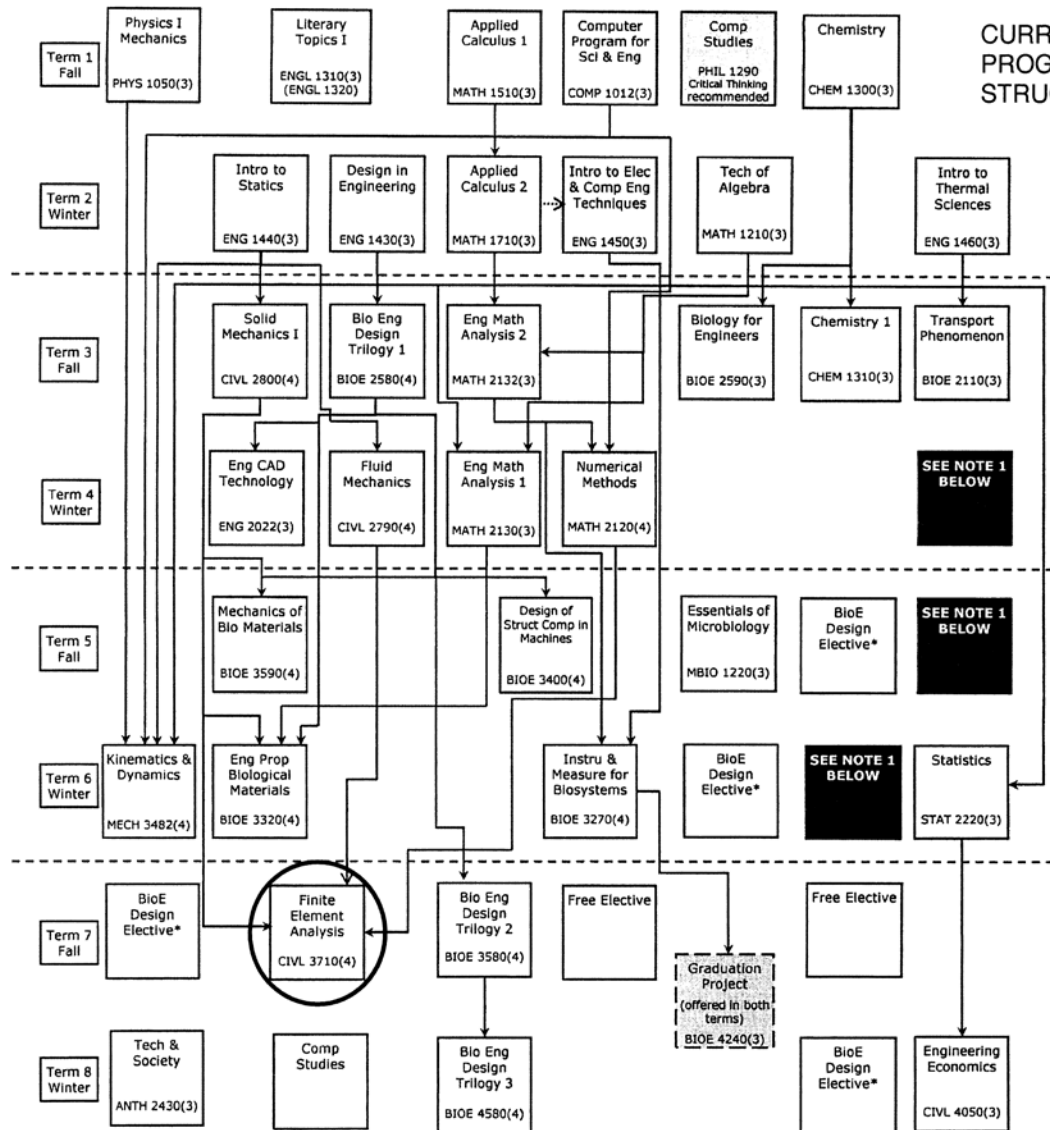 CURR
PROG
STRUC
Term 1
Fall
Physics I
Mechanics
PHYS 1050(3)
Literary
Topics I
ENGL 1310(3)
(ENGL 1320)
Applied
Calculus 1
MATH 1510(3)
Computer
Program for
Sci & Eng
COMP 1012(3)
Comp
Studies
PHIL 1290
Critical Thinking
recommended
Chemistry
CHEM 1300(3)
Term 2
Winter
Intro to
Statics
ENG 1440(3)
Design in
Engineering
ENG 1430(3)
Applied
Calculus 2
MATH 1710(3)
Intro to Elec
& Comp Eng
Techniques
ENG 1450(3)
Tech of
Algebra
MATH 1210(3)
Intro to
Thermal
Sciences
ENG 1460(3)
Term 3
Fall
Solid
Mechanics I
CIVL 2800(4)
Bio Eng
Design
Trilogy 1
BIOE 2580(4)
Eng Math
Analysis 2
MATH 2132(3)
Biology for
Engineers
BIOE 2590(3)
Chemistry 1
CHEM 1310(3)
Transport
Phenomenon
BIOE 2110(3)
Term 4
Winter
Eng CAD
Technology
ENG 2022(3)
Fluid
Mechanics
CIVL 2790(4)
Eng Math
Analysis 1
MATH 2130(3)
Numerical
Methods
MATH 2120(4)
SEE NOTE 1
BELOW
Term 5
Fall
Mechanics of
Bio Materials
BIOE 3590(4)
Design of
Struct Comp in
Machines
BIOE 3400(4)
Essentials of
Microbiology
MBIO 1220(3)
BioE
Design
Elective*
SEE NOTE 1
BELOW
Term 6
Winter
Kinematics &
Dynamics
MECH 3482(4)
Eng Prop
Biological
Materials
BIOE 3320(4)
Instru &
Measure for
Biosystems
BIOE 3270(4)
BioE
Design
Elective*
SEE NOTE 1
BELOW
Statistics
STAT 2220(3)
Term 7
Fall
BioE
Design
Elective*
Finite
Element
Analysis
CIVL 3710(4)
Bio Eng
Design
Trilogy 2
BIOE 3580(4)
Free Elective
Graduation
Project
(offered in both
terms)
BIOE 4240(3)
Free Elective
Term 8
Winter
Tech &
Society
ANTH 2430(3)
Comp
Studies
Bio Eng
Design
Trilogy 3
BIOE 4580(4)
BioE
Design
Elective*
Engineering
Economics
CIVL 4050(3)